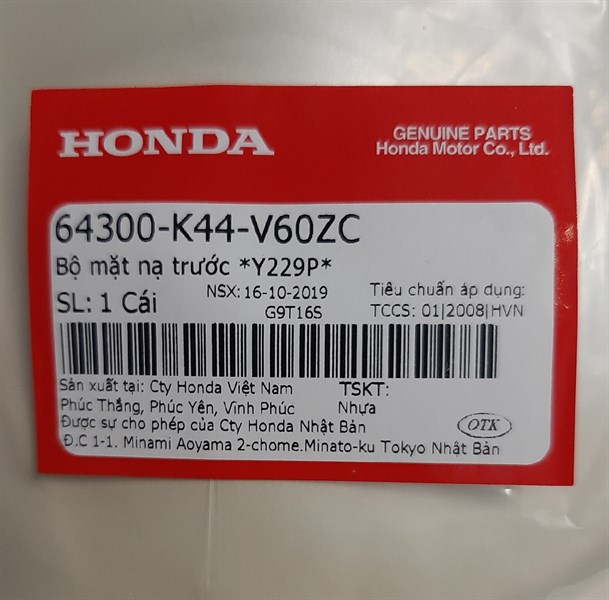 HONDA
GENUINE PARTS
Honda Motor Co., Ltd.
64300-K44-V60ZC
Bộ mặt nạ trước *Y229P*
SL: 1 Cái
NSX: 16-10-2019
G9T16S
Tiêu chuẩn áp dụng:
TCCS: 01|2008|HVN
Sản xuất tại: Cty Honda Việt Nam
Phúc Thắng, Phúc Yên, Vĩnh Phúc
TSKT:
Nhựa
Được sự cho phép của Cty Honda Nhật Bản
Đ.C 1-1. Minami Aoyama 2-chome.Minato-ku Tokyo Nhật Bản
OTK